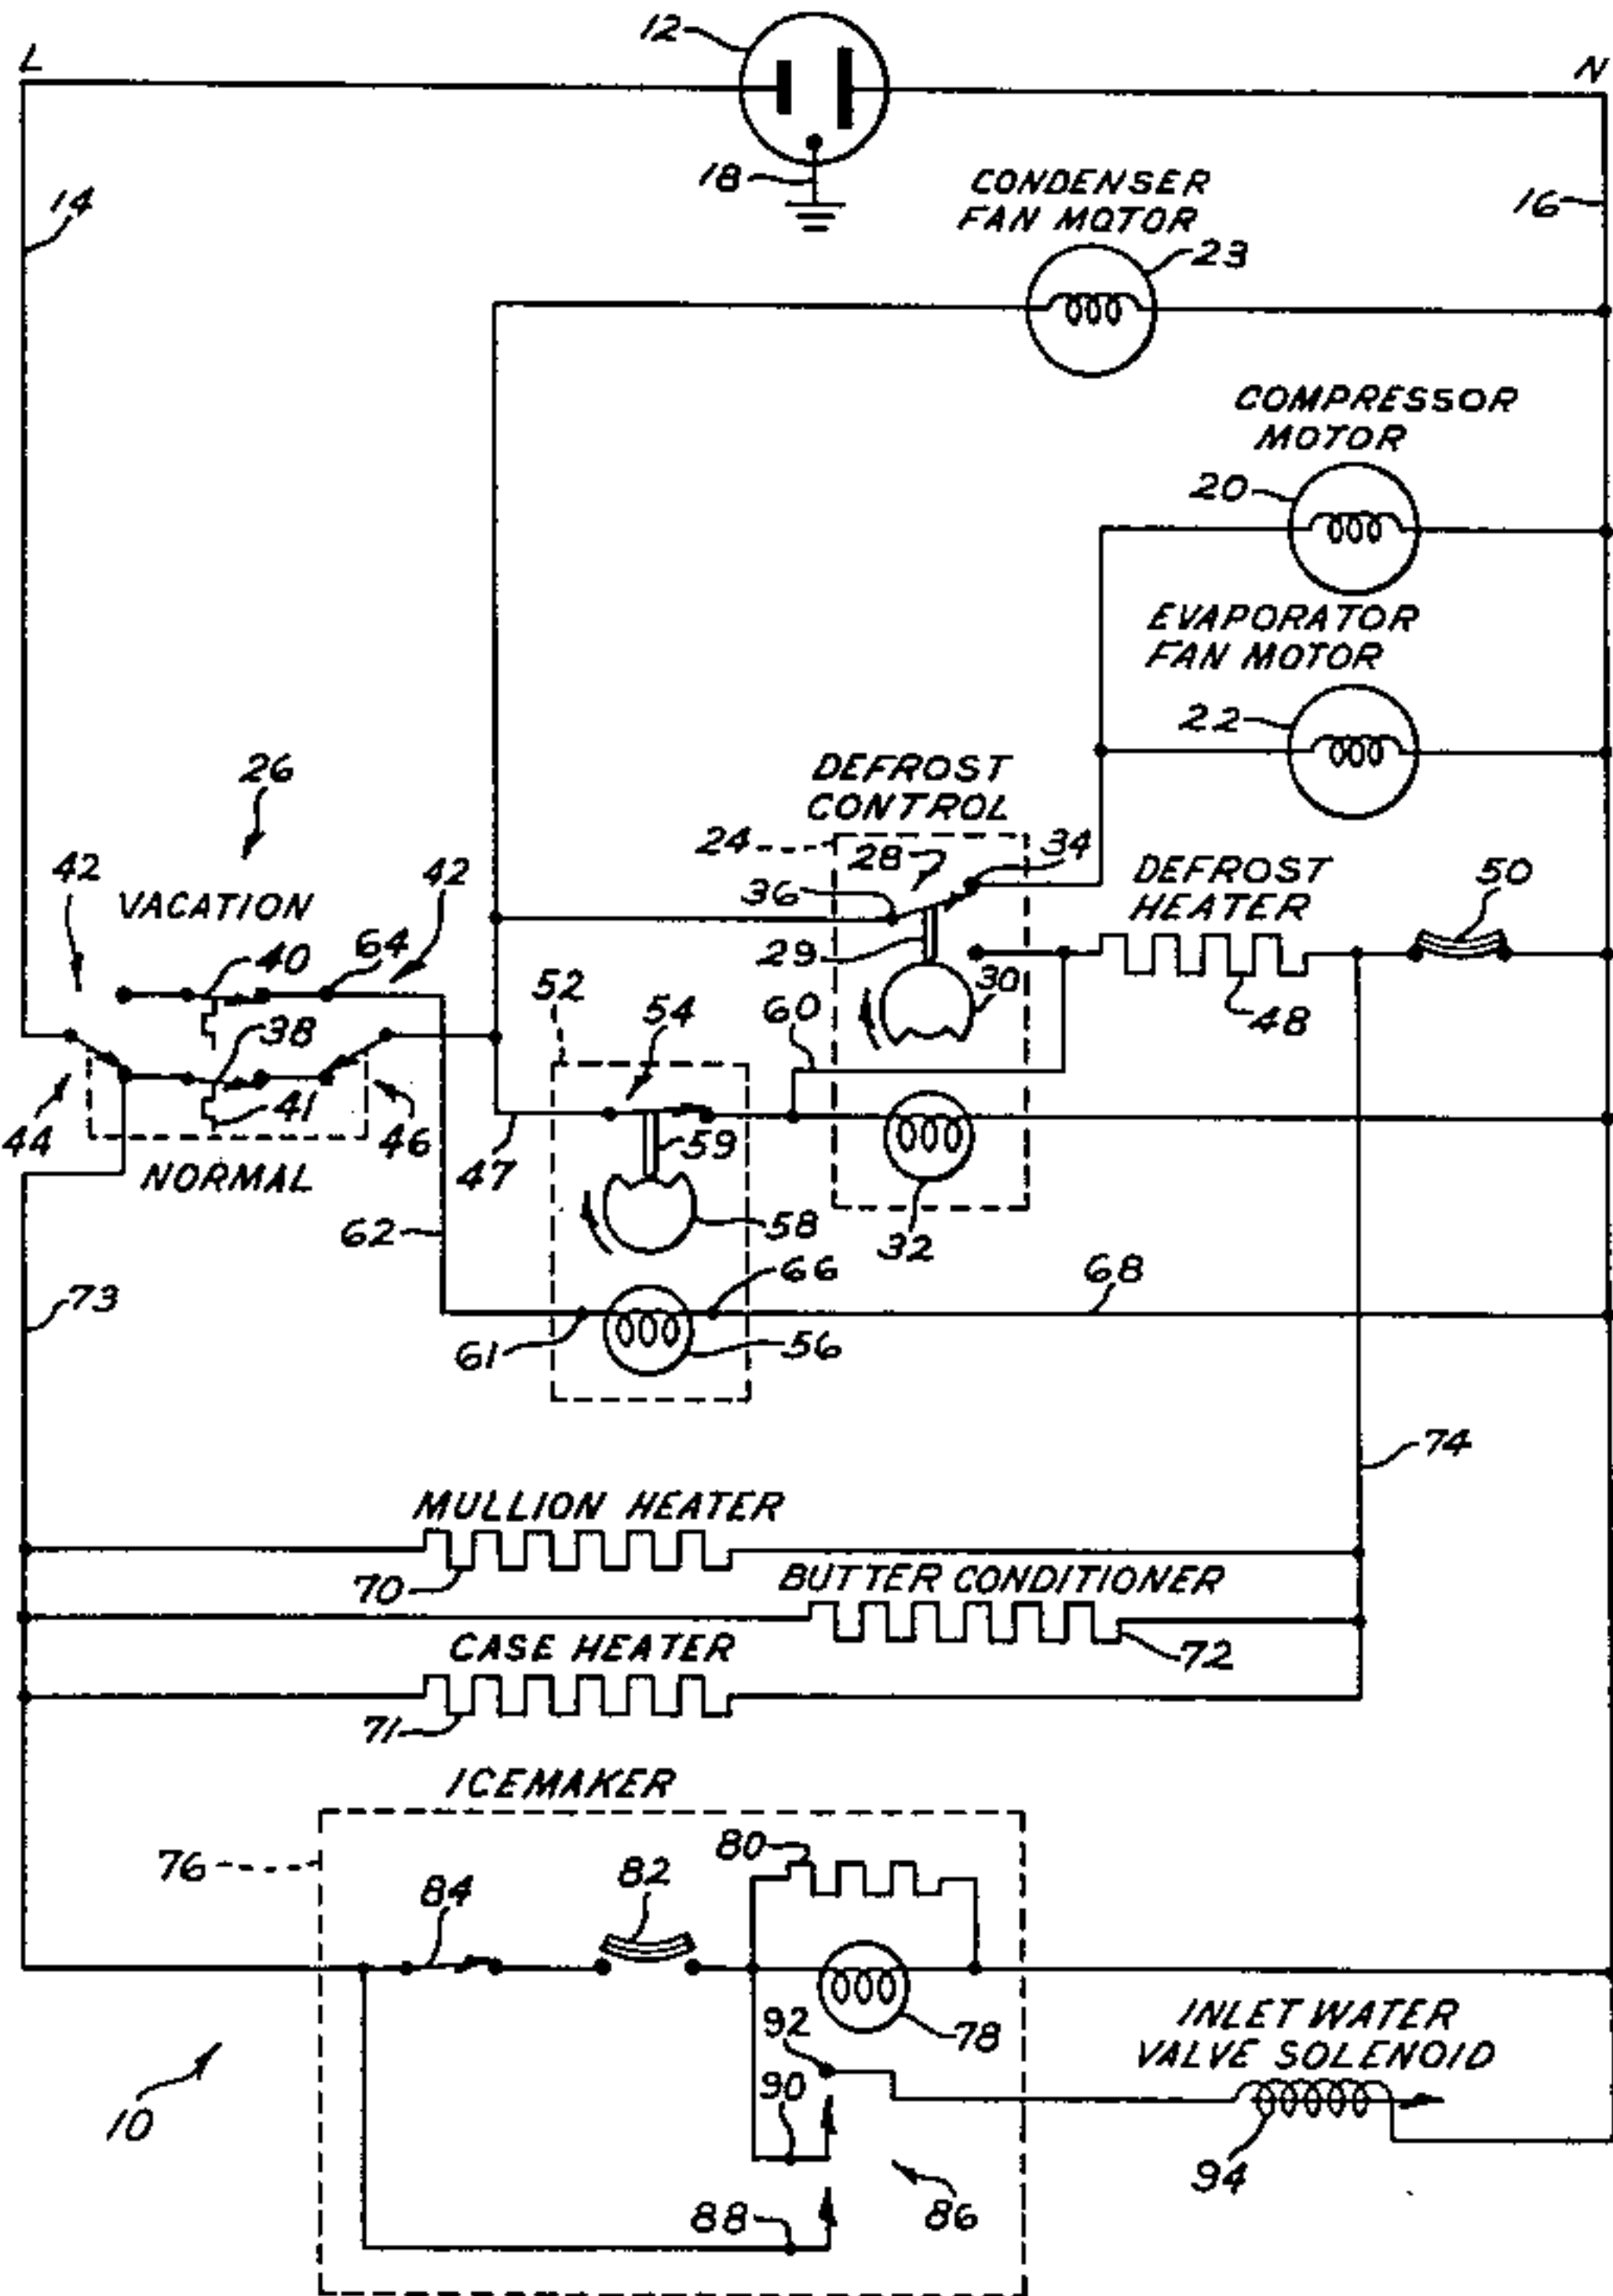 12
L
N
18
CONDENSER
FAN MOTOR
14
16
23
COMPRESSOR
MOTOR
20
EVAPORATOR
FAN MOTOR
22
26
DEFROST
CONTROL
24
28
34
42
VACATION
42
36
DEFROST
HEATER
50
40
64
29
52
54
30
38
60
48
44
41
46
47
59
NORMAL
62
58
32
73
66
68
61
56
74
MULLION HEATER
70
BUTTER CONDITIONER
CASE HEATER
72
71
ICEMAKER
76
80
84
82
92
78
INLET WATER
VALVE SOLENOID
90
10
94
88
86